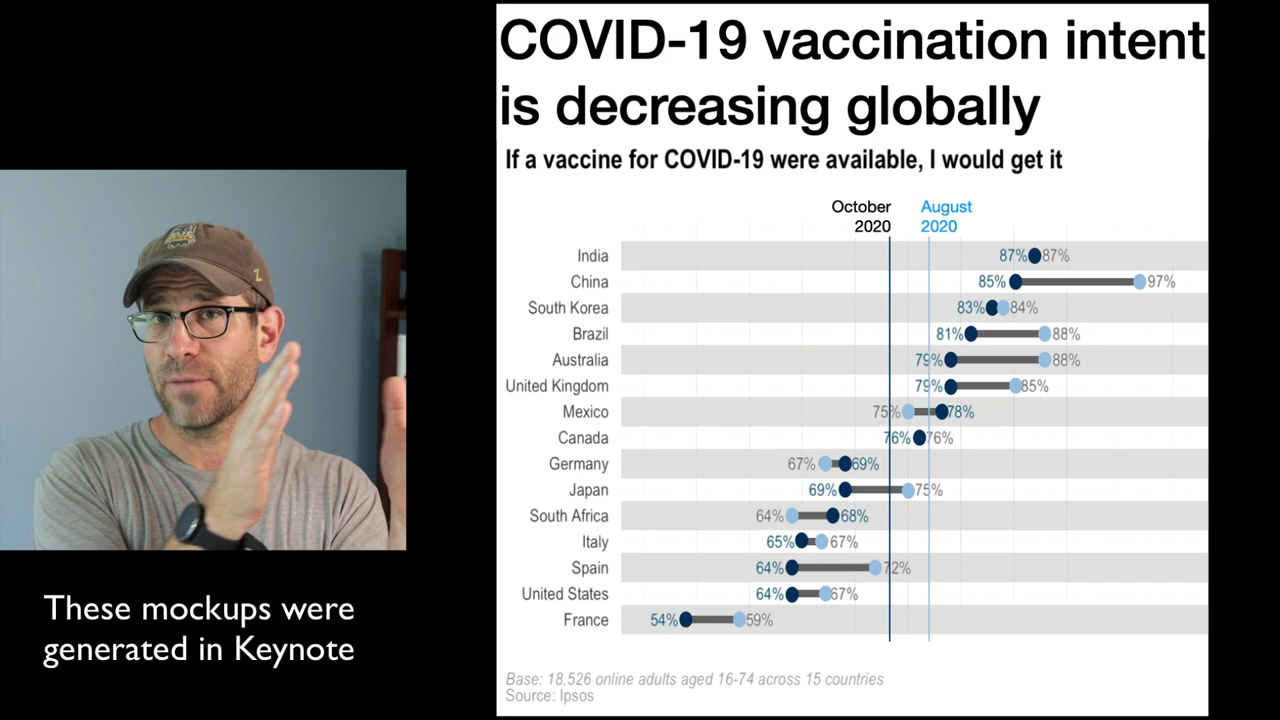 COVID-19 vaccination intent
is decreasing globally
If a vaccine for COVID-19 were available, I would get it
October
2020
August
2020
India 87% 87%
China 85% 97%
South Korea 83% 84%
Brazil 81% 88%
Australia 79% 88%
United Kingdom 79% 85%
Mexico 75% 78%
Canada 76% 76%
Germany 67% 69%
Japan 69% 75%
South Africa 64% 68%
Italy 65% 67%
Spain 64% 72%
United States 64% 67%
France 54% 59%
Base: 18,526 online adults aged 16-74 across 15 countries
Source: Ipsos
Z
These mockups were
generated in Keynote